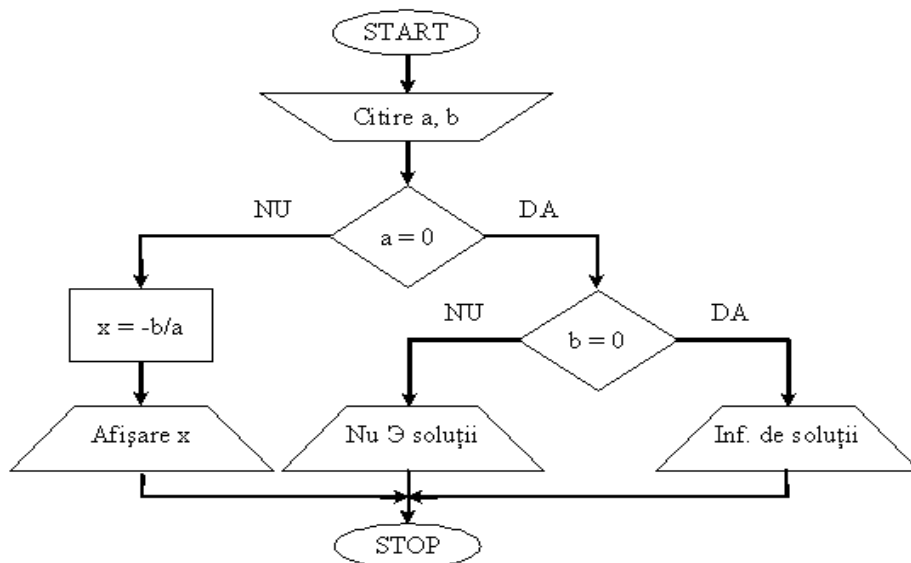 START
Citire a, b
NU
DA
a = 0
x = -b/a
NU
DA
b = 0
Afişare x
Nu Э soluţii
Inf. de soluţii
STOP